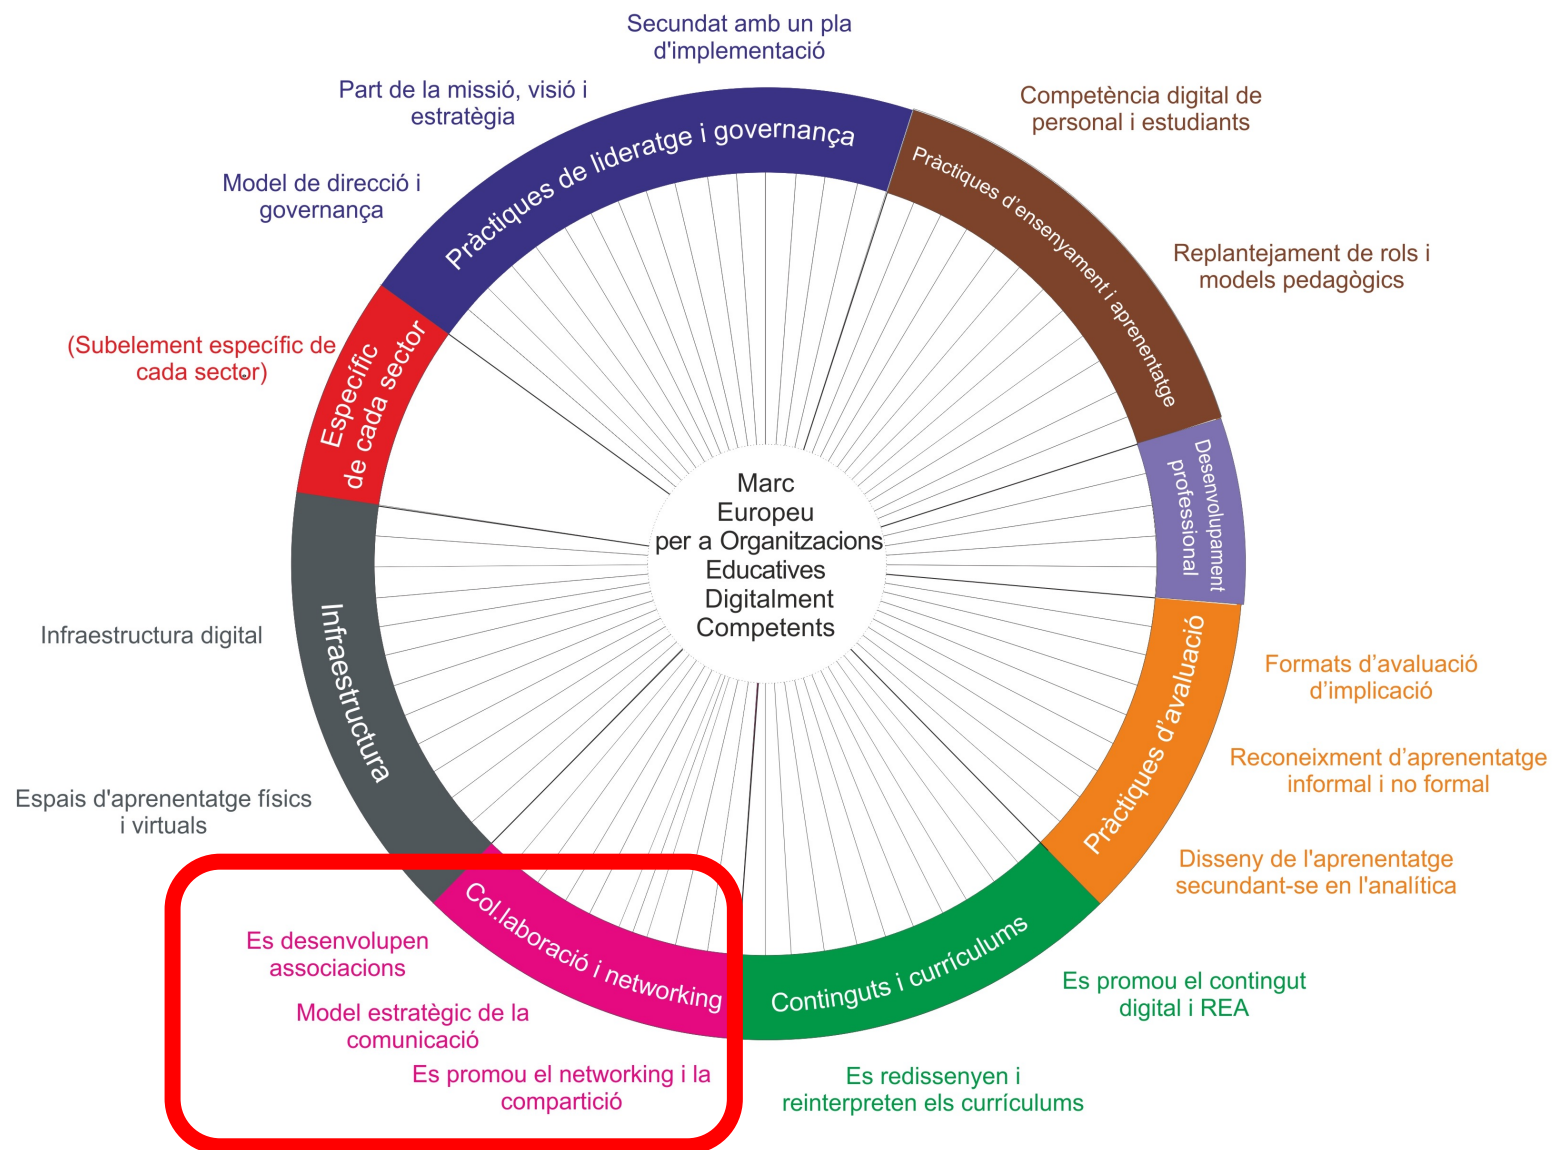 Secundat amb un pla
d'implementació
Part de la missió, visió i
estratègia
Model de direcció i
governança
Pràctiques de lideratge i governança
Competència digital de
personal i estudiants
Replantejament de rols i
models pedagògics
Pràctiques d'ensenyament i aprenentatge
(Subelement específic de
cada sector)
Específic
de cada sector
Desenvolupament
professional
Marc
Europeu
per a Organitzacions
Educatives
Digitalment
Competents
Infraestructura digital
Espais d'aprenentatge físics
i virtuals
Infraestructura
Formats d'avaluació
d'implicació
Reconeixment d'aprenentatge
informal i no formal
Disseny de l'aprenentatge
secundant-se en l'analítica
Pràctiques d'avaluació
Col.laboració i networking
Es desenvolupen
associacions
Model estratègic de la
comunicació
Es promou el networking i la
compartició
Continguts i currículums
Es promou el contingut
digital i REA
Es redissenyen i
reinterpreten els currículums